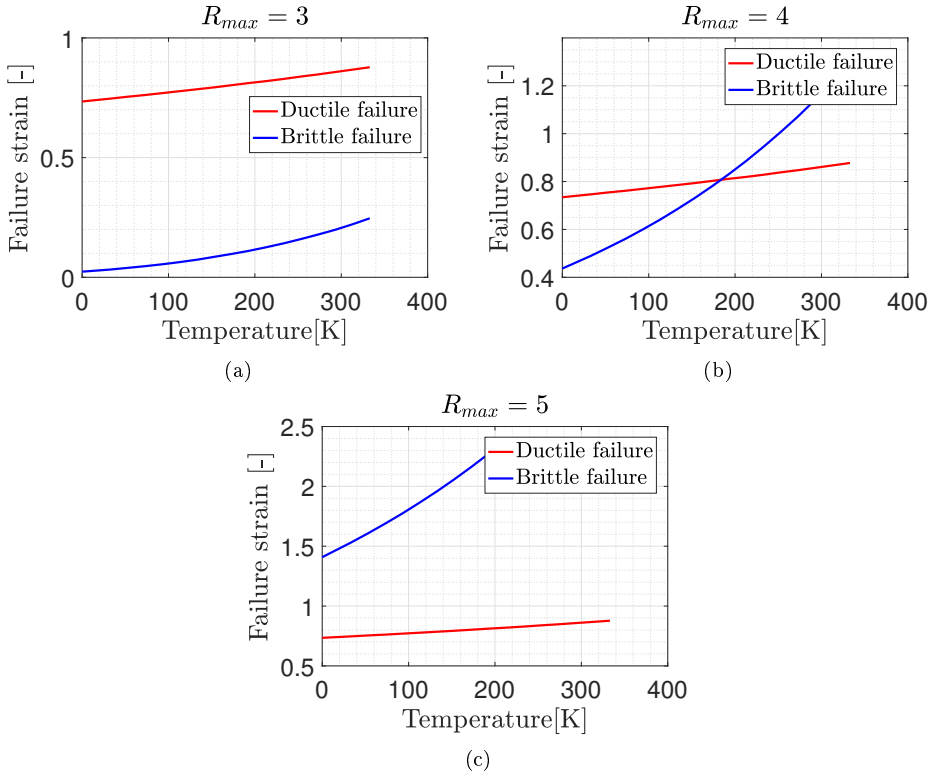 R_max = 3
Failure strain [-]
1
0.5
0
Ductile failure
Brittle failure
0 100 200 300 400
Temperature[K]
(a)
R_max = 4
Failure strain [-]
1.2
1
0.8
0.6
0.4
Ductile failure
Brittle failure
0 100 200 300 400
Temperature[K]
(b)
R_max = 5
Failure strain [-]
2.5
2
1.5
1
0.5
Ductile failure
Brittle failure
0 100 200 300 400
Temperature[K]
(c)